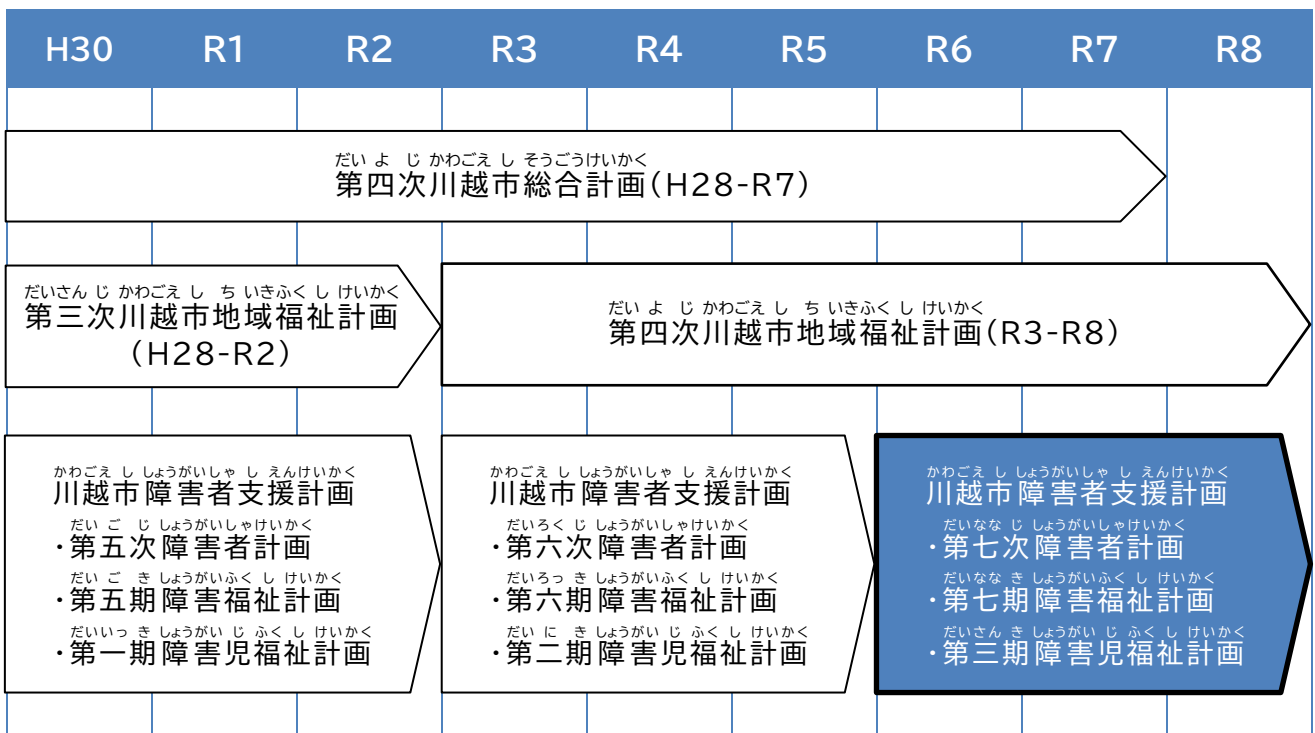 H30 R1 R2 R3 R4 R5 R6 R7 R8
だい よ じ かわごえ し そうごうけいかく
第四次川越市総合計画(H28-R7)
だいさん じ かわごえ し ち いきふく し けいかく
第三次川越市地域福祉計画
(H28-R2)
だい よ じ かわごえ し ち いきふく し けいかく
第四次川越市地域福祉計画(R3-R8)
かわごえ し しょうがいしゃ し えんけいかく
川越市障害者支援計画
だい ご じ しょうがいしゃけいかく
・第五次障害者計画
だい ご き しょうがいふく し けいかく
・第五期障害福祉計画
だいいっ き しょうがい じ ふく し けいかく
・第一期障害児福祉計画
かわごえ し しょうがいしゃ し えんけいかく
川越市障害者支援計画
だいろく じ しょうがいしゃけいかく
・第六次障害者計画
だいろっ き しょうがいふく し けいかく
・第六期障害福祉計画
だい に き しょうがい じ ふく し けいかく
・第二期障害児福祉計画
かわごえ し しょうがいしゃ し えんけいかく
川越市障害者支援計画
だいなな じ しょうがいしゃけいかく
・第七次障害者計画
だいなな き しょうがいふく し けいかく
・第七期障害福祉計画
だいさん き しょうがい じ ふく し けいかく
・第三期障害児福祉計画